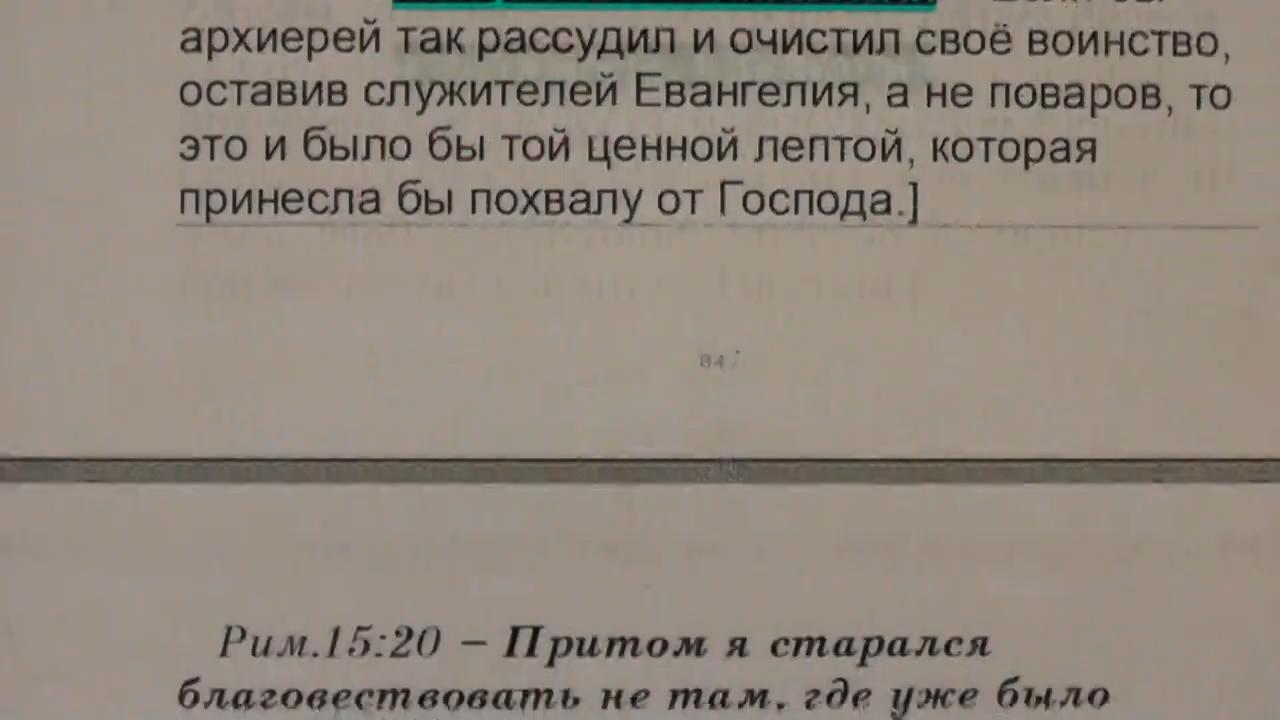 архиерей так рассудил и очистил своё воинство,
оставив служителей Евангелия, а не поваров, то
это и было бы той ценной лептой, которая
принесла бы похвалу от Господа.]
Рим.15:20 – Притом я старался
благовествовать не там, где уже было